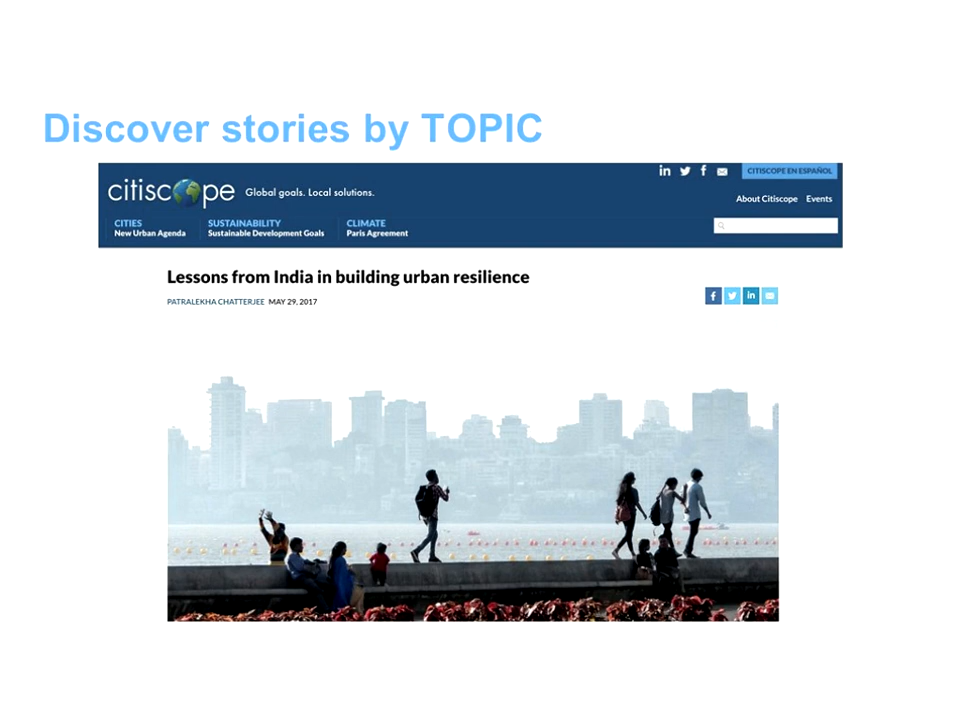 Discover stories by TOPIC
CITISCOPE EN ESPAÑOL
citiscope Global goals. Local solutions.
About Citiscope Events
CITIES SUSTAINABILITY CLIMATE
New Urban Agenda Sustainable Development Goals Paris Agreement
Lessons from India in building urban resilience
PATRALEKHA CHATTERJEE MAY 29, 2017